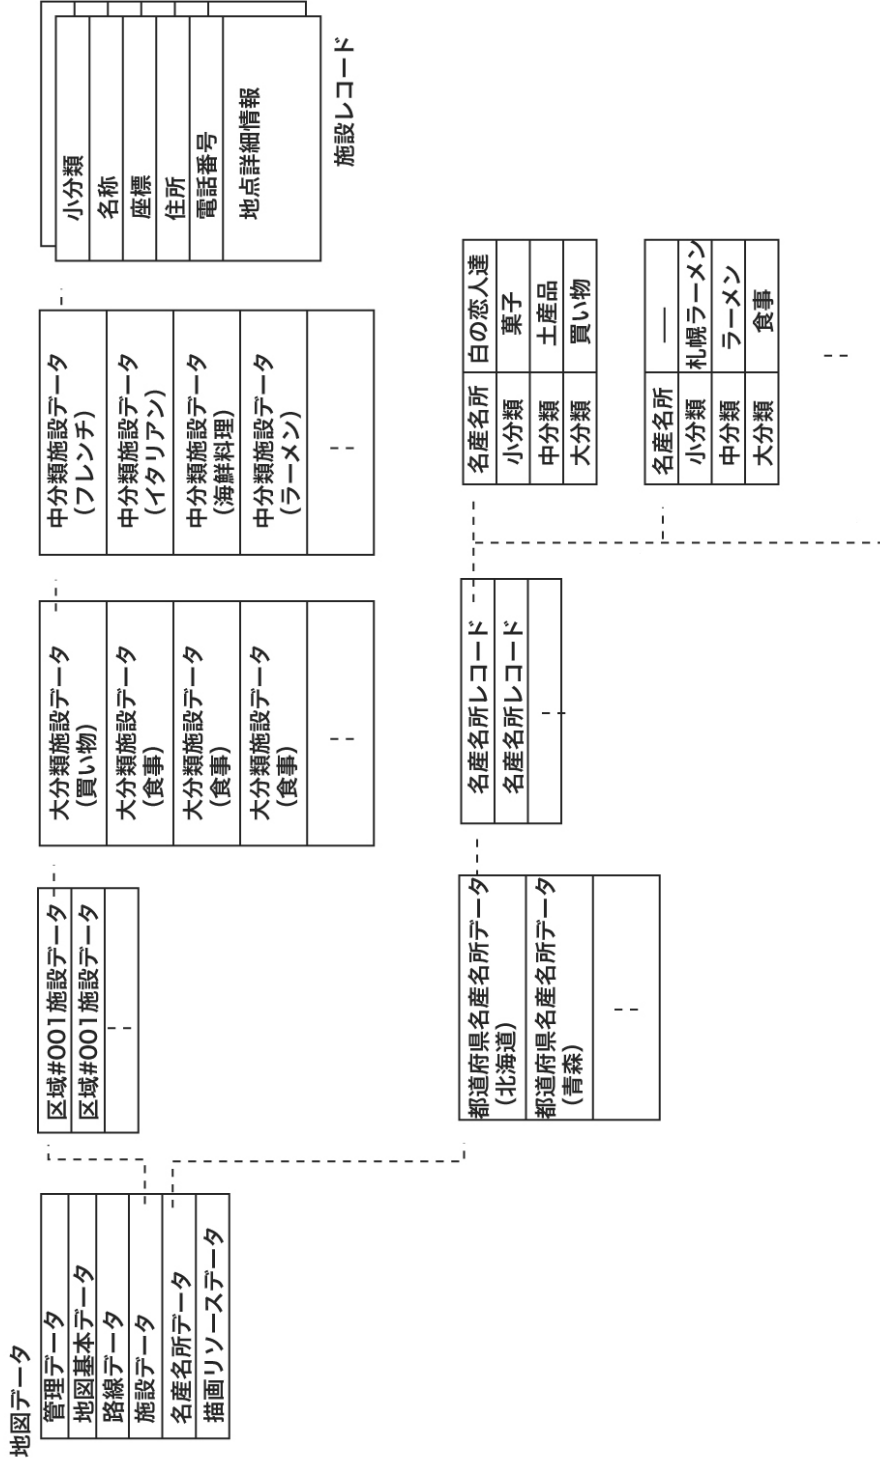 地図データ
管理データ
地図基本データ
路線データ
施設データ
名産名所データ
描画リソースデータ
区域#001施設データ
区域#001施設データ
大分類施設データ
(買い物)
大分類施設データ
(食事)
大分類施設データ
(食事)
大分類施設データ
(食事)
中分類施設データ
(フレンチ)
中分類施設データ
(イタリアン)
中分類施設データ
(海鮮料理)
中分類施設データ
(ラーメン)
小分類
名称
座標
住所
電話番号
地点詳細情報
施設レコード
都道府県名産名所データ
(北海道)
都道府県名産名所データ
(青森)
名産名所レコード
名産名所レコード
名産名所 白の恋人達
小分類 菓子
中分類 土産品
大分類 買い物
名産名所 ――
小分類 札幌ラーメン
中分類 ラーメン
大分類 食事